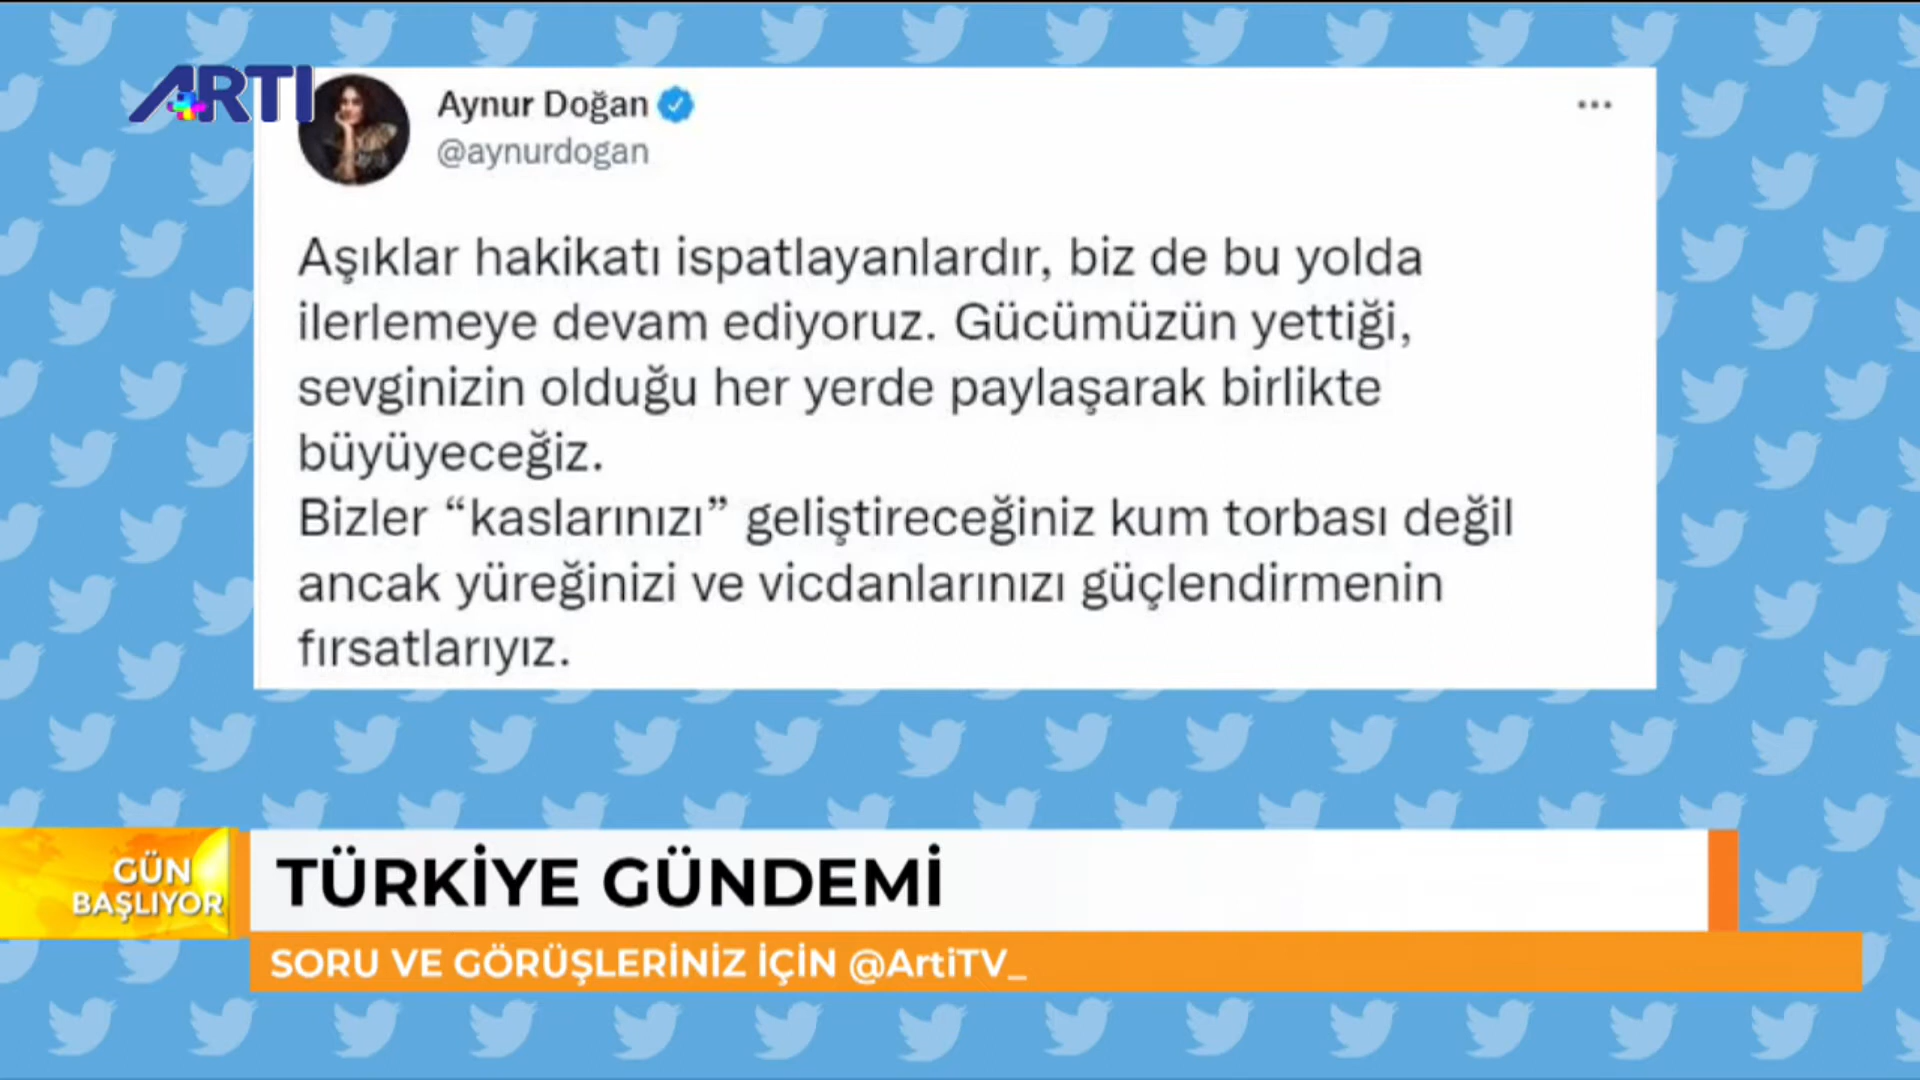 ARTI
Aynur Doğan
@aynurdogan
Aşıklar hakikatı ispatlayanlardır, biz de bu yolda
ilerlemeye devam ediyoruz. Gücümüzün yettiği,
sevginizin olduğu her yerde paylaşarak birlikte
büyüyeceğiz.
Bizler “kaslarınızı” geliştireceğiniz kum torbası değil
ancak yüreğinizi ve vicdanlarınızı güçlendirmenin
fırsatlarıyız.
GÜN
BAŞLIYOR
TÜRKİYE GÜNDEMİ
SORU VE GÖRÜŞLERİNİZ İÇİN @ArtiTV_